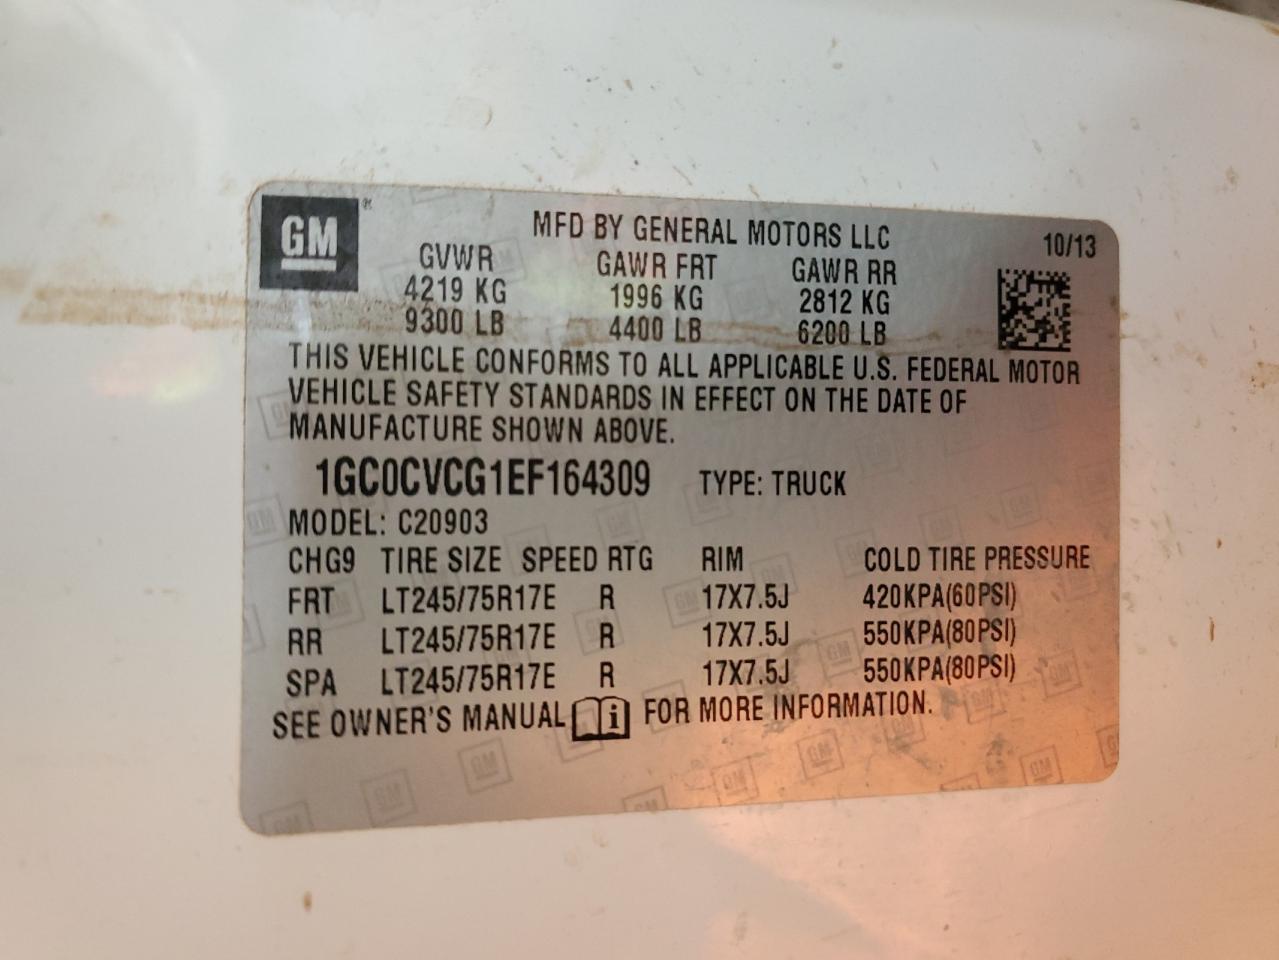 GM®
MFD BY GENERAL MOTORS LLC 10/13
GVWR GAWR FRT GAWR RR
4219 KG 1996 KG 2812 KG
9300 LB 4400 LB 6200 LB
THIS VEHICLE CONFORMS TO ALL APPLICABLE U.S. FEDERAL MOTOR
VEHICLE SAFETY STANDARDS IN EFFECT ON THE DATE OF
MANUFACTURE SHOWN ABOVE.
1GC0CVCG1EF164309 TYPE: TRUCK
MODEL: C20903
CHG9 TIRE SIZE SPEED RTG RIM COLD TIRE PRESSURE
FRT LT245/75R17E R 17X7.5J 420KPA(60PSI)
RR LT245/75R17E R 17X7.5J 550KPA(80PSI)
SPA LT245/75R17E R 17X7.5J 550KPA(80PSI)
SEE OWNER'S MANUAL i FOR MORE INFORMATION.